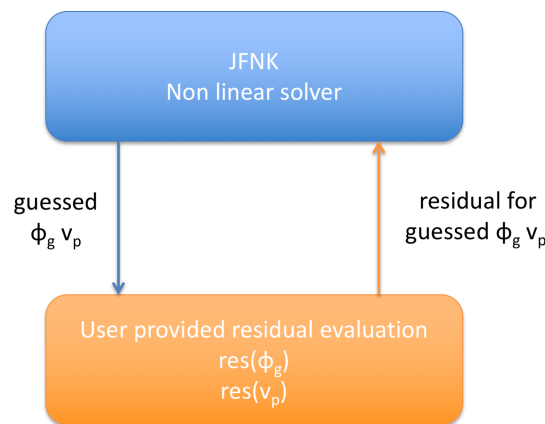 JFNK
Non linear solver
guessed
ϕg vp
residual for
guessed ϕg vp
User provided residual evaluation
res(ϕg)
res(vp)